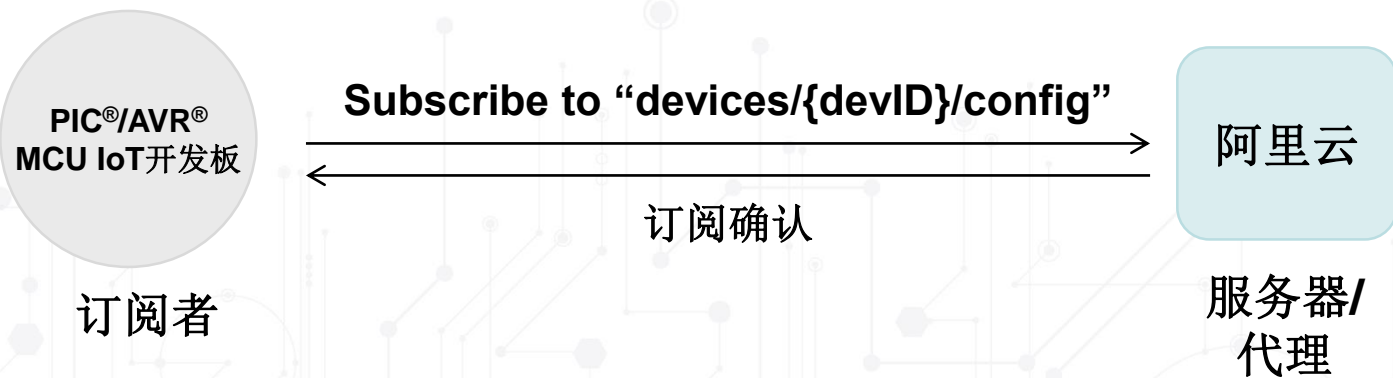 PIC®/AVR®
MCU IoT开发板
Subscribe to “devices/{devID}/config”
订阅确认
阿里云
订阅者
服务器/
代理